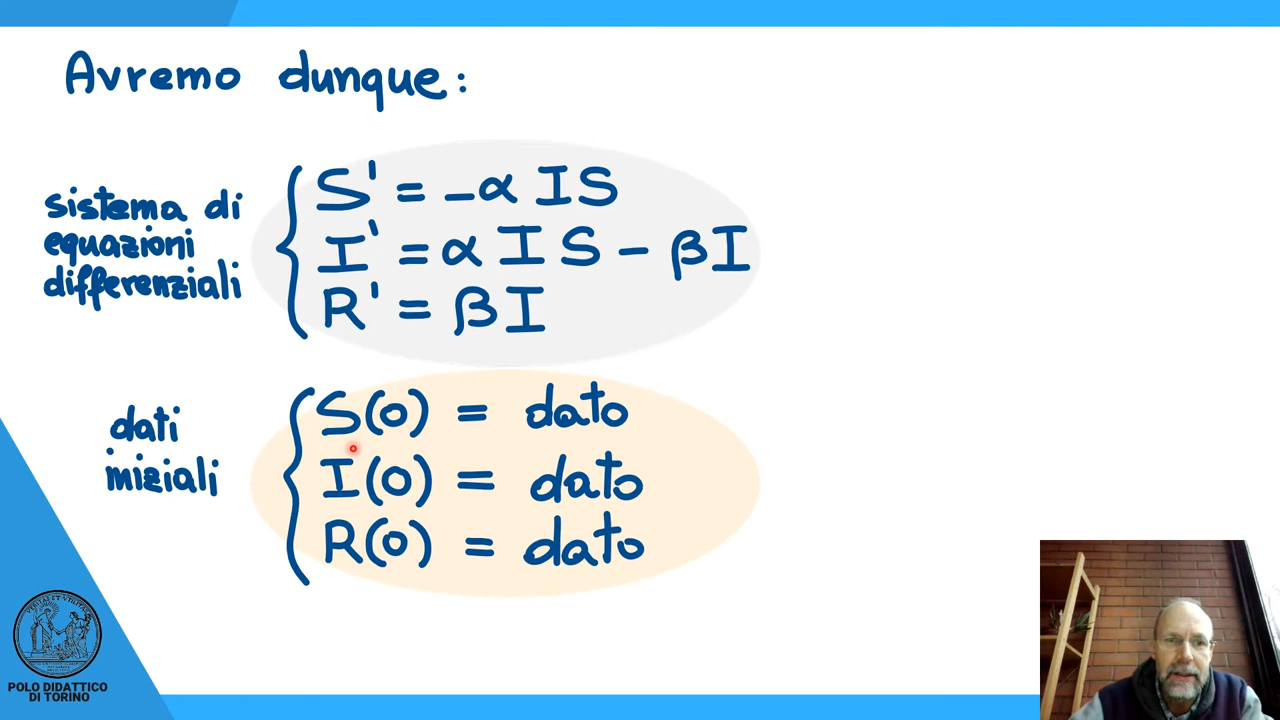 Avremo dunque:
sistema di
equazioni
differenziali
S' = -α I S
I' = α I S - β I
R' = β I
dati
iniziali
S(0) = dato
I(0) = dato
R(0) = dato
POLO DIDATTICO
DI TORINO